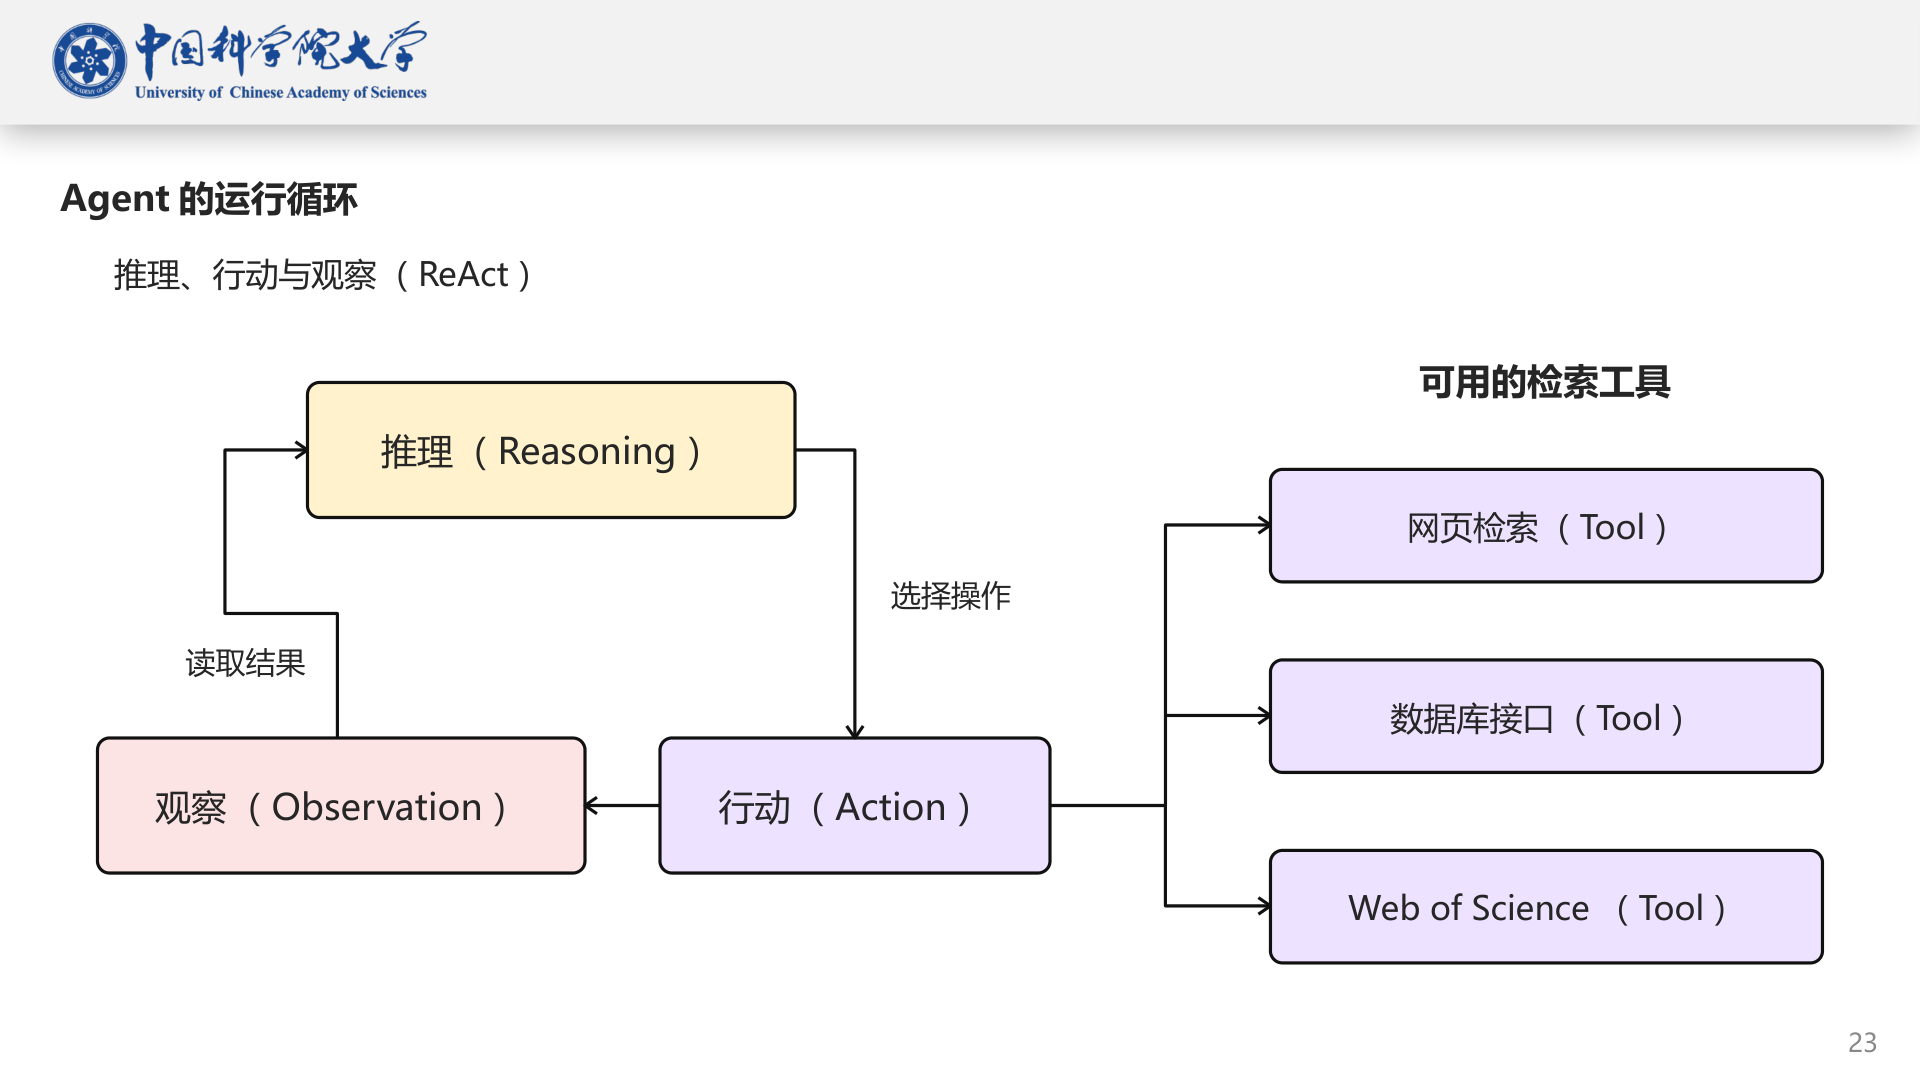 中国科学院大学
University of Chinese Academy of Sciences
Agent 的运行循环
推理、行动与观察（ReAct）
可用的检索工具
推理（Reasoning）
网页检索（Tool）
选择操作
读取结果
数据库接口（Tool）
观察（Observation）
行动（Action）
Web of Science （Tool）
23